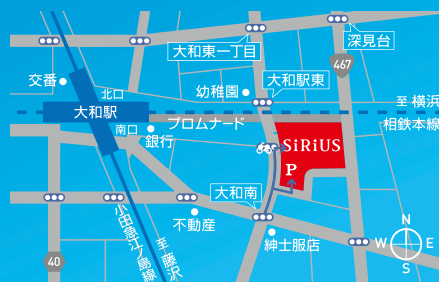 大和東一丁目
深見台
467
交番
北口
幼稚園
大和駅東
至 横浜
大和駅
プロムナード
相鉄本線
南口
銀行
SiRiUS
P
大和南
不動産
小田急江ノ島線
至 藤沢
紳士服店
40
N
W
E
S